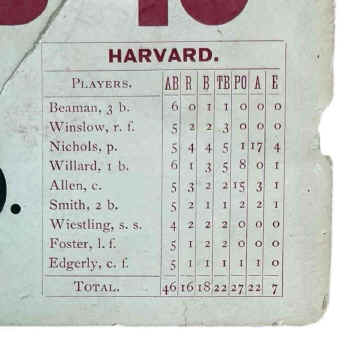 HARVARD.
PLAYERS. AB R B TB PO A E
Beaman, 3 b. 6 0 1 1 0 0 0
Winslow, r. f. 5 2 2 3 0 0 0
Nichols, p. 5 4 4 5 1 17 4
Willard, 1 b. 6 1 3 5 8 0 1
Allen, c. 5 3 2 2 15 3 1
Smith, 2 b. 5 2 1 1 2 2 1
Wiestling, s. s. 4 2 2 2 0 0 0
Foster, l. f. 5 1 2 2 0 0 0
Edgerly, c. f. 5 1 1 1 1 1 0
TOTAL. 46 16 18 22 27 22 7